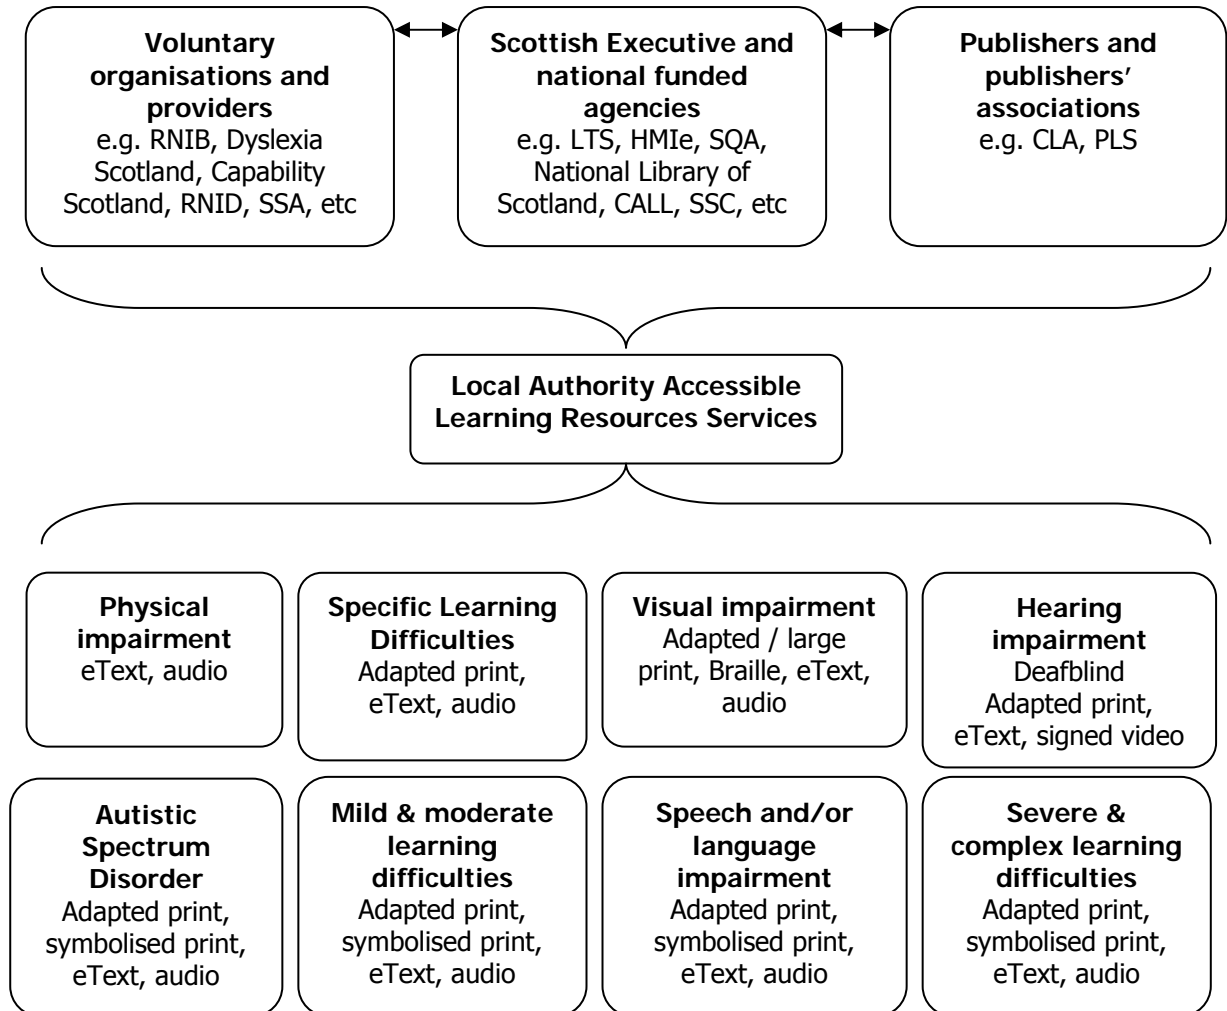 Voluntary
organisations and
providers
e.g. RNIB, Dyslexia
Scotland, Capability
Scotland, RNID, SSA, etc
Scottish Executive and
national funded
agencies
e.g. LTS, HMIe, SQA,
National Library of
Scotland, CALL, SSC, etc
Publishers and
publishers’
associations
e.g. CLA, PLS
Local Authority Accessible
Learning Resources Services
Physical
impairment
eText, audio
Specific Learning
Difficulties
Adapted print,
eText, audio
Visual impairment
Adapted / large
print, Braille, eText,
audio
Hearing
impairment
Deafblind
Adapted print,
eText, signed video
Autistic
Spectrum
Disorder
Adapted print,
symbolised print,
eText, audio
Mild & moderate
learning
difficulties
Adapted print,
symbolised print,
eText, audio
Speech and/or
language
impairment
Adapted print,
symbolised print,
eText, audio
Severe &
complex learning
difficulties
Adapted print,
symbolised print,
eText, audio